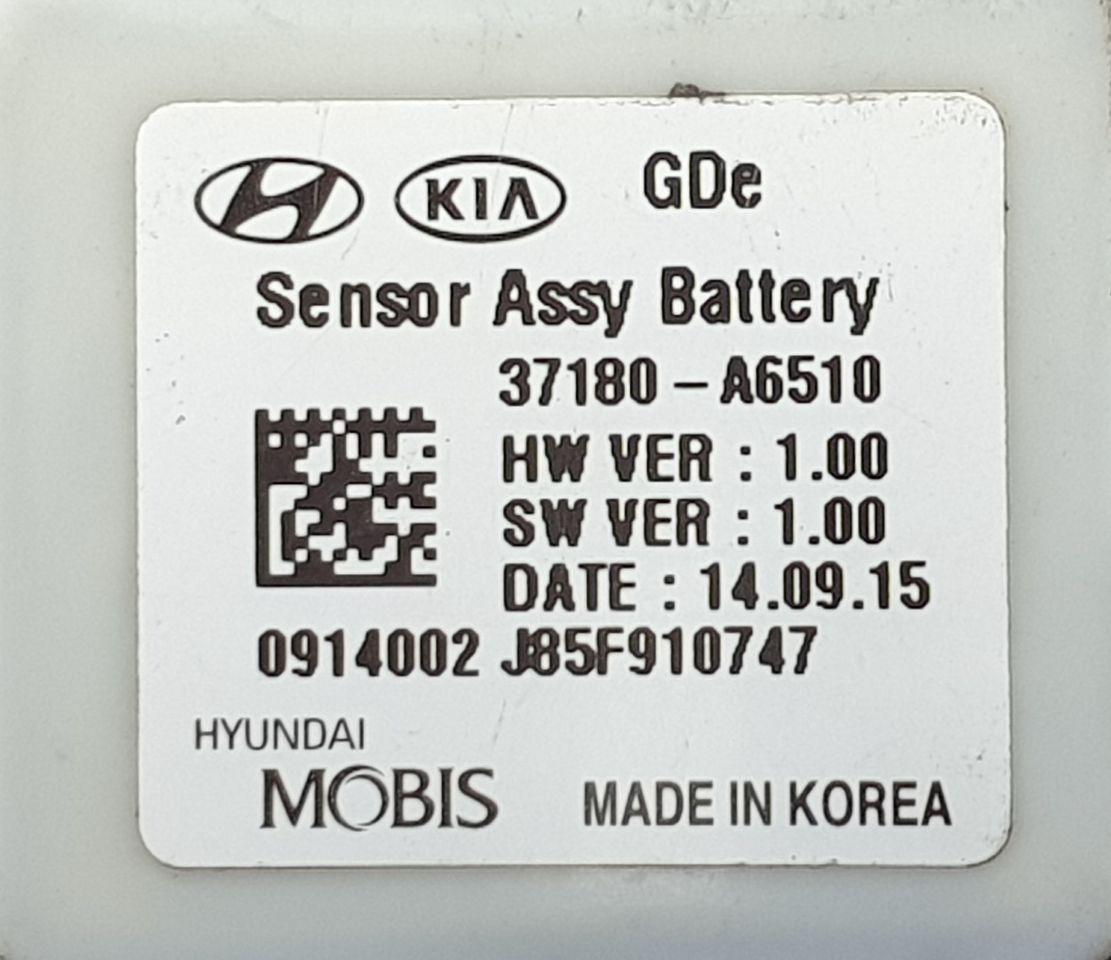 KIA GDe
Sensor Assy Battery
37180-A6510
HW VER : 1.00
SW VER : 1.00
DATE : 14.09.15
0914002 J85F910747
HYUNDAI
MOBIS MADE IN KOREA